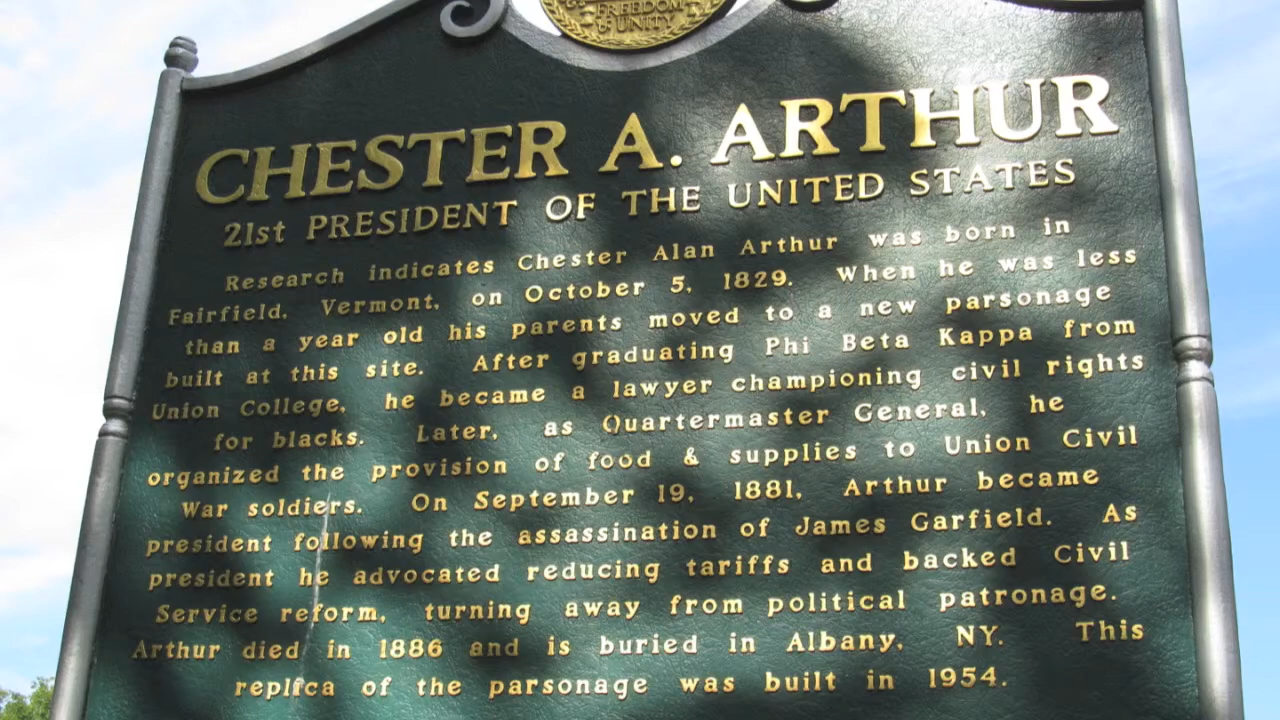 FREEDOM
& UNITY
CHESTER A. ARTHUR
21st PRESIDENT OF THE UNITED STATES
Research indicates Chester Alan Arthur was born in
Fairfield, Vermont, on October 5, 1829. When he was less
than a year old his parents moved to a new parsonage
built at this site. After graduating Phi Beta Kappa from
Union College, he became a lawyer championing civil rights
for blacks. Later, as Quartermaster General, he
organized the provision of food & supplies to Union Civil
War soldiers. On September 19, 1881, Arthur became
president following the assassination of James Garfield. As
president he advocated reducing tariffs and backed Civil
Service reform, turning away from political patronage.
Arthur died in 1886 and is buried in Albany, NY. This
replica of the parsonage was built in 1954.